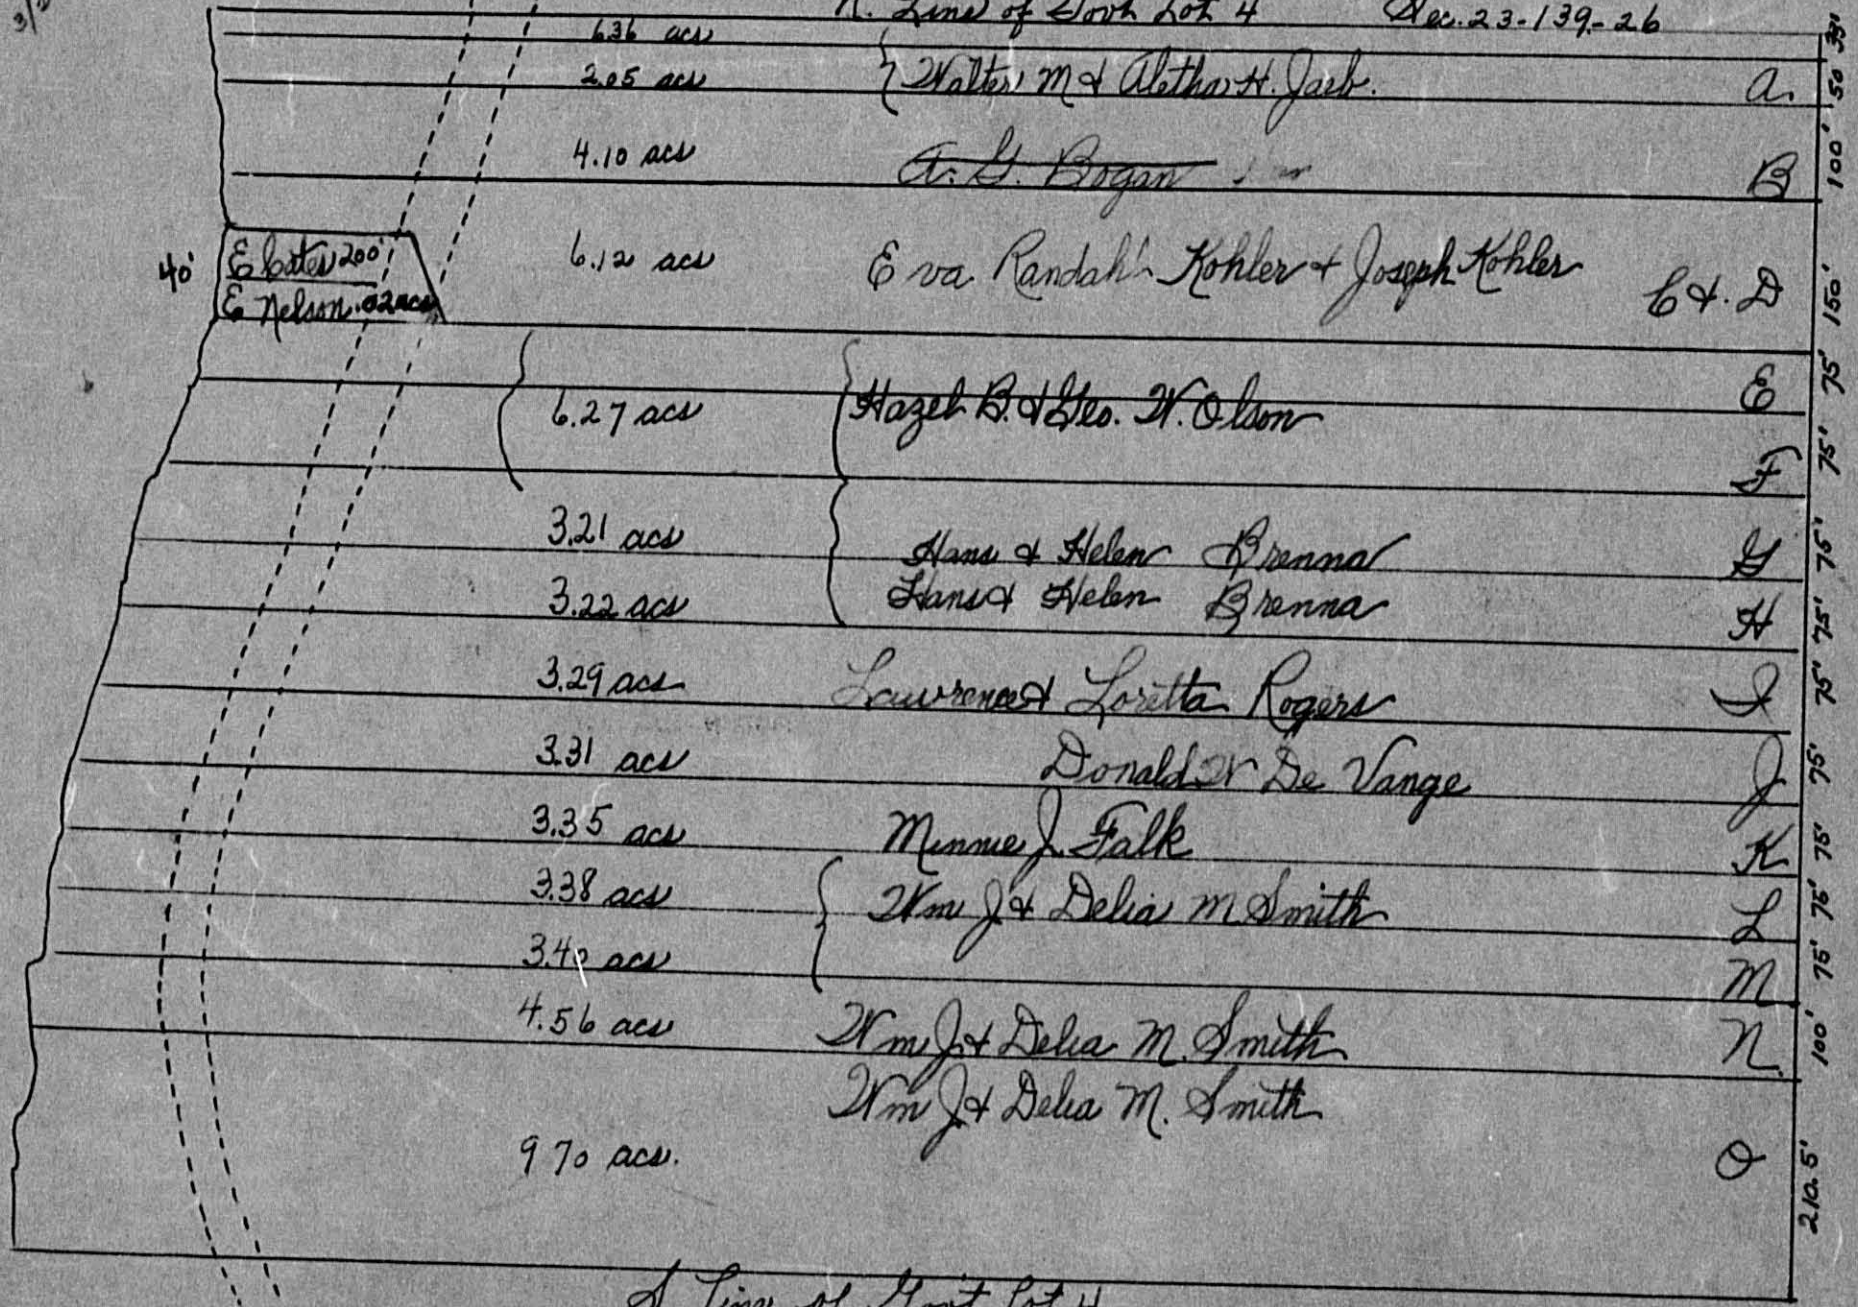 N. Line of Govt Lot 4 Sec. 23-139-26
33'
1.36 acs
2.05 acs Walter M & Aletha H. Jaeb. A. 50'
4.10 acs A. G. Bogan B 100'
40' E Cates 200'
E Nelson .02 acs
6.12 acs Eva Randahl Kohler & Joseph Kohler C & D 150'
E 75'
6.27 acs Hazel B. & Geo. W. Olson
F 75'
3.21 acs Hans & Helen Brenna G 75'
3.22 acs Hans & Helen Brenna H 75'
3.29 acs Lawrence & Loretta Rogers I 75'
3.31 acs Donald W De Vange J 75'
3.35 acs Minnie J. Falk K 75'
3.38 acs Wm J & Delia M Smith L 75'
3.40 acs M 75'
4.56 acs Wm J. & Delia M. Smith N 100'
Wm J & Delia M. Smith
9 70 acs. O 210.5'
S Line of Gov't Lot 4